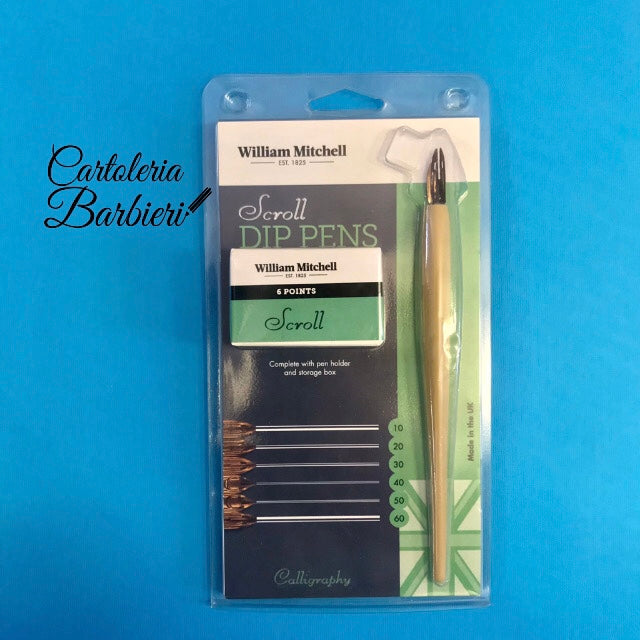 Cartoleria
Barbieri
William Mitchell
EST. 1825
Scroll
DIP PENS
William Mitchell
EST. 1825
6 POINTS
Scroll
Complete with pen holder
and storage box
10
20
30
40
50
60
Made in the UK
Calligraphy